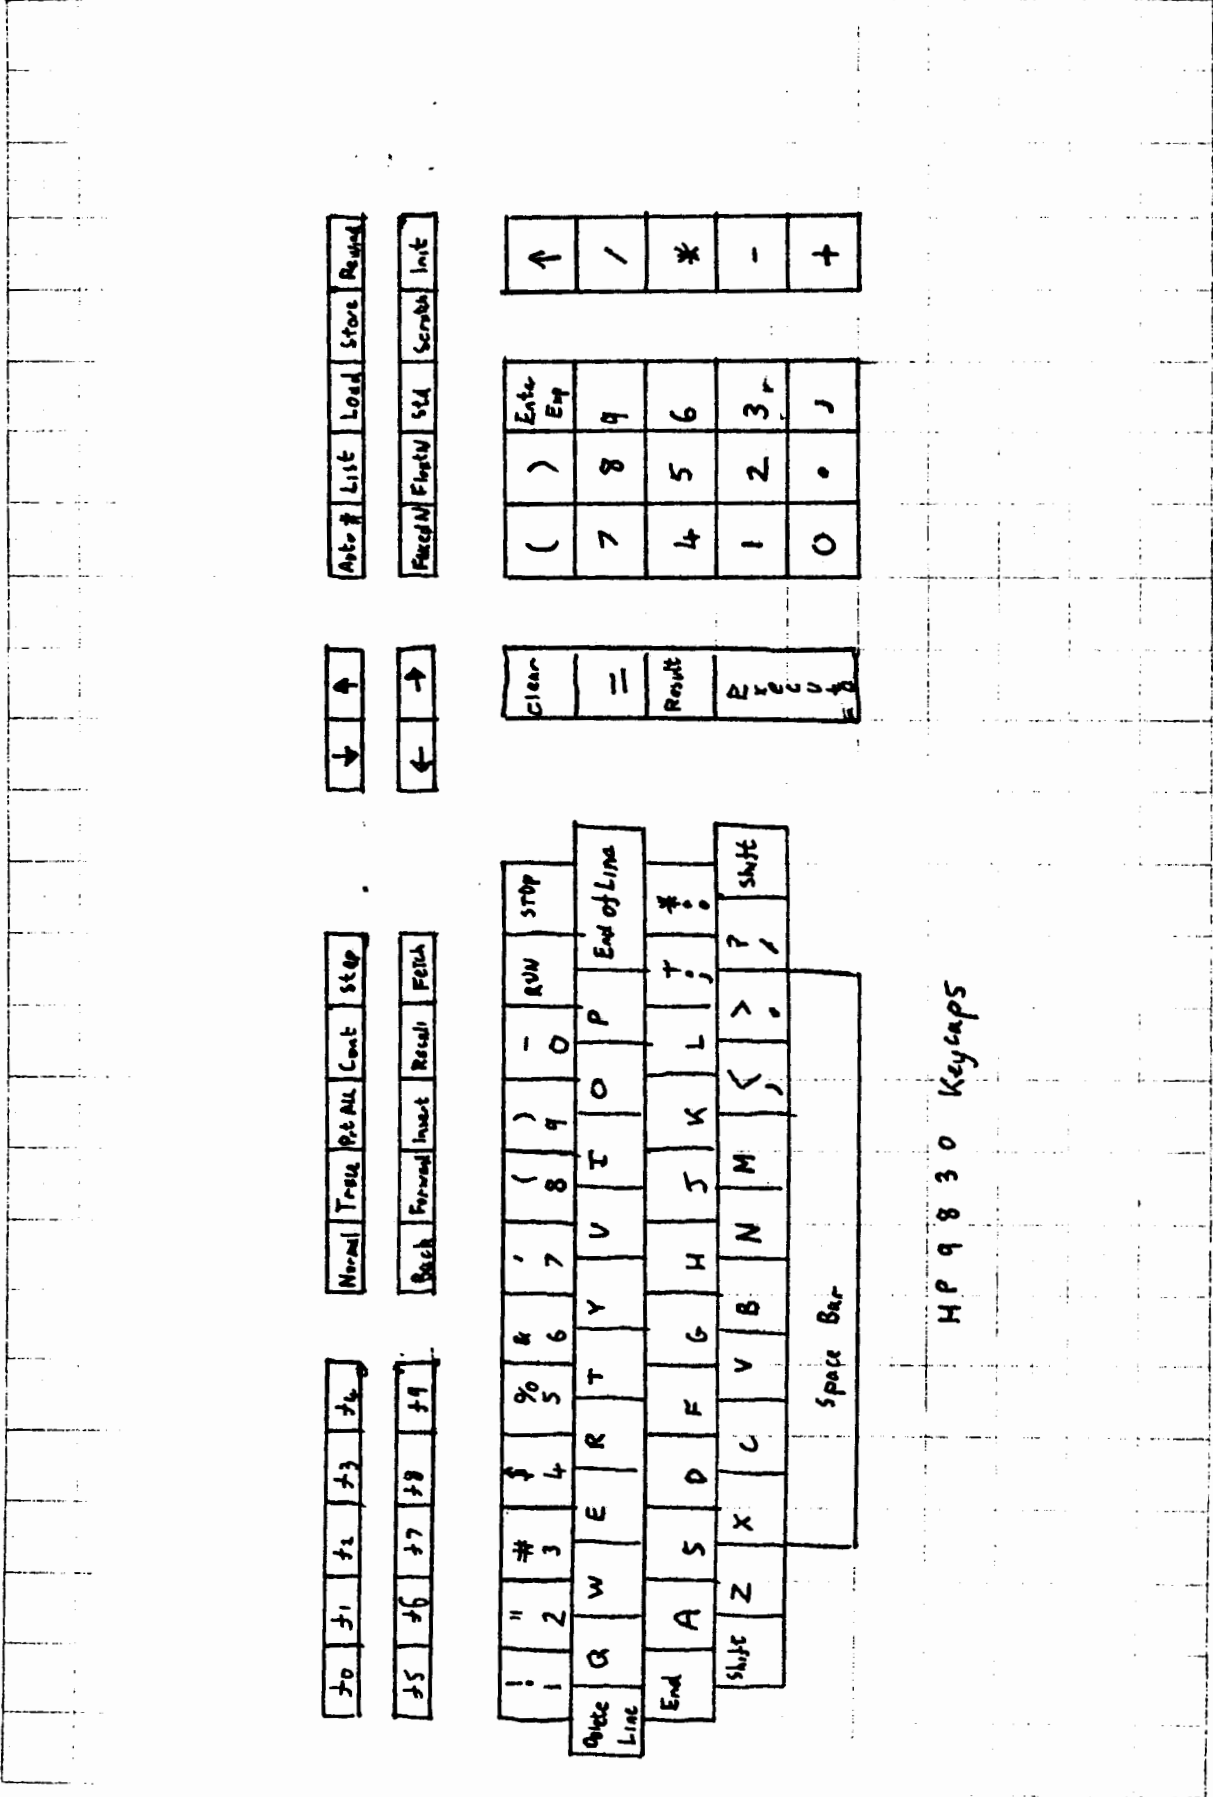 f0 f1 f2 f3 f4 Normal Trace Prt All Cont Step ↓ ↑ Auto # List Load Store Rewind
f5 f6 f7 f8 f9 Back Forward Insert Recall Fetch ← → Fixed N Float N Std Scratch Init
! " # $ % & ' ( ) - RUN STOP Clear ( ) Enter Exp ↑
1 2 3 4 5 6 7 8 9 0
Delete Line Q W E R T Y U I O P End of Line = 7 8 9 /
End A S D F G H J K L + ; * : Result 4 5 6 *
Shift Z X C V B N M < , > . ? / Shift Execute 1 2 3 -
Space Bar 0 . , +
HP 9830 Keycaps